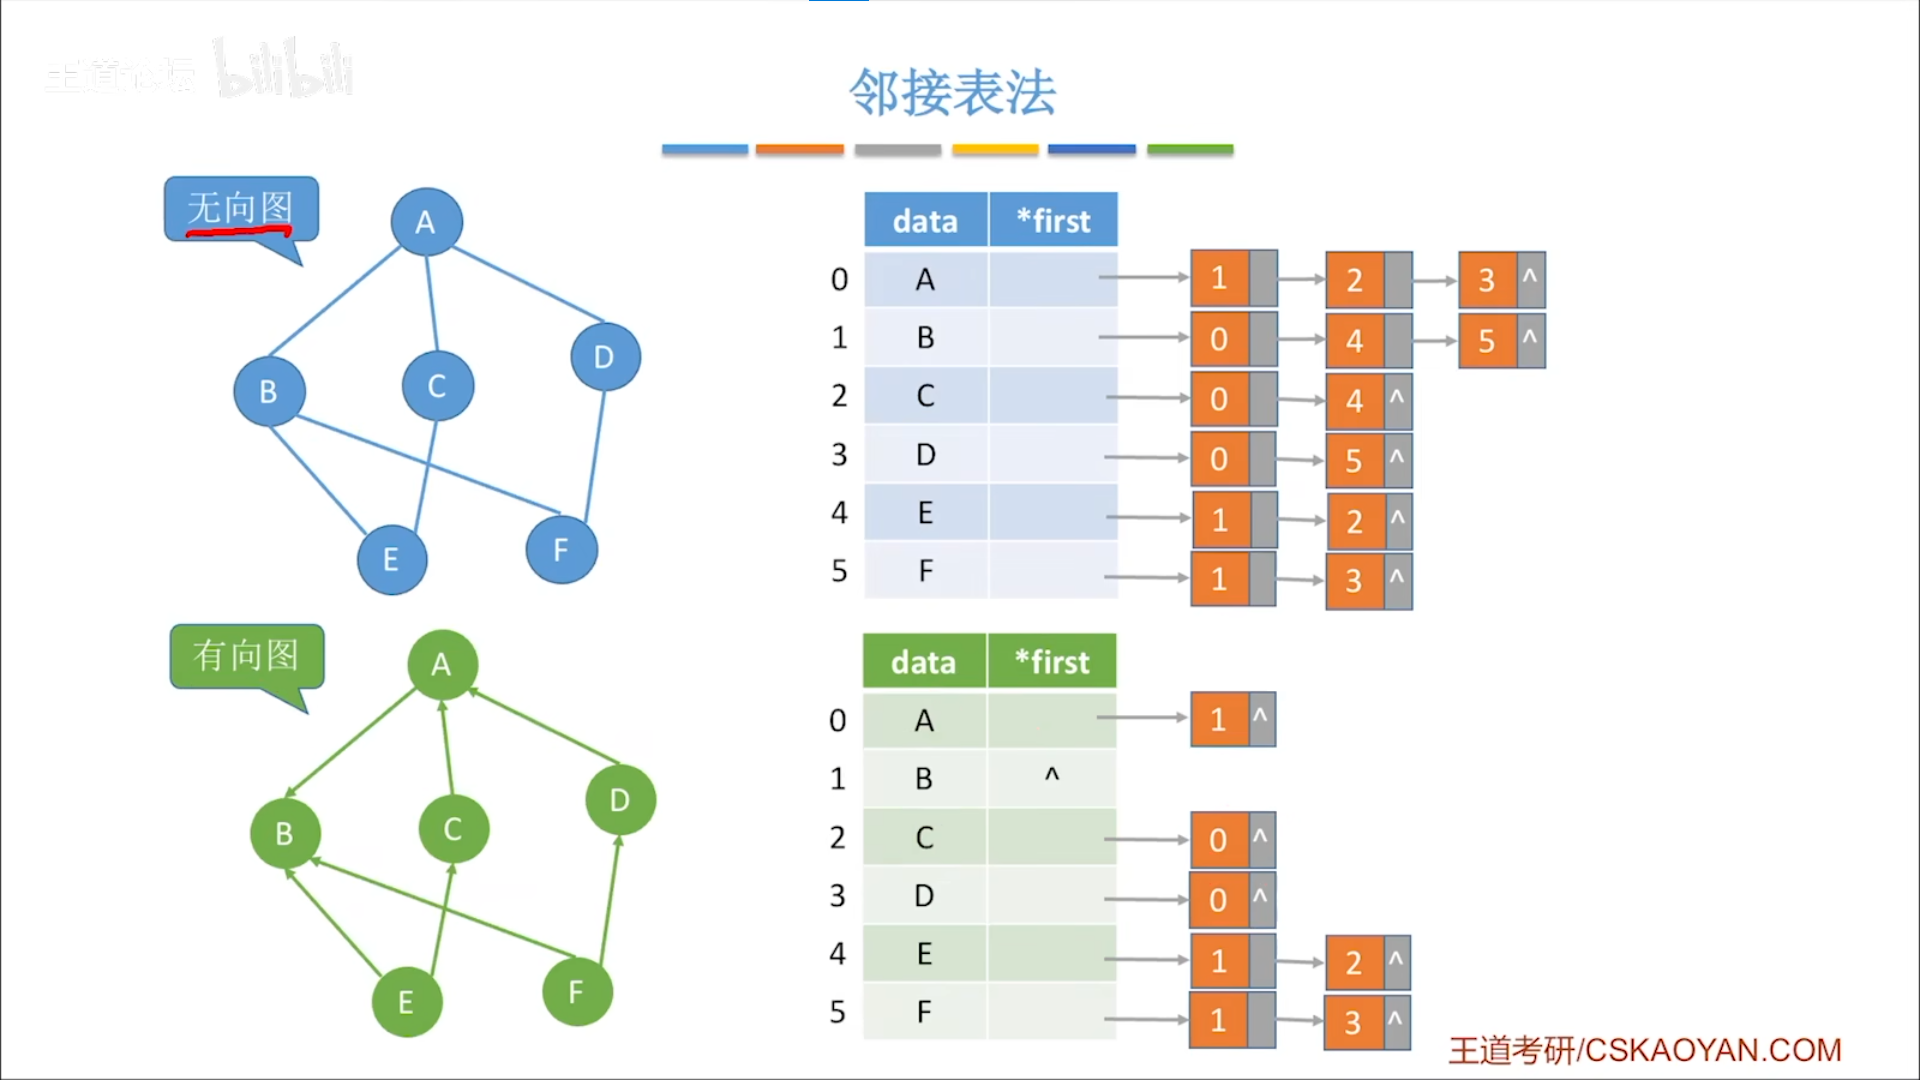 王道论坛 bilibili
邻接表法
无向图
A
B
C
D
E
F
data *first
0 A 1 2 3 ^
1 B 0 4 5 ^
2 C 0 4 ^
3 D 0 5 ^
4 E 1 2 ^
5 F 1 3 ^
有向图
A
B
C
D
E
F
data *first
0 A 1 ^
1 B ^
2 C 0 ^
3 D 0 ^
4 E 1 2 ^
5 F 1 3 ^
王道考研/CSKAOYAN.COM